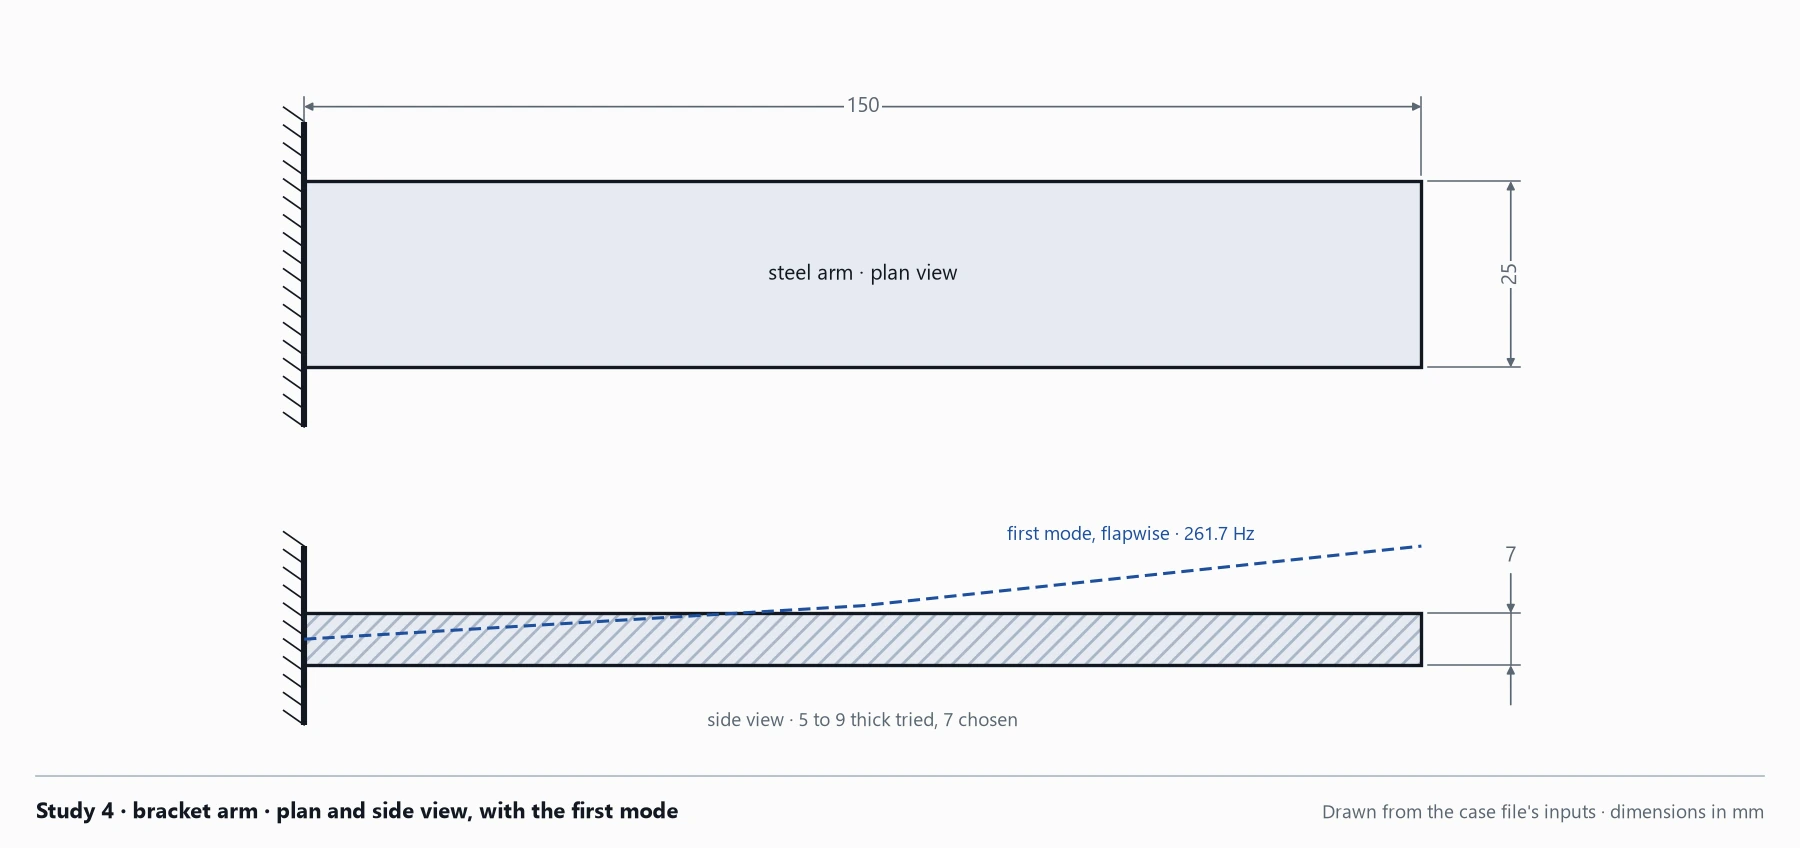 150
steel arm · plan view
25
first mode, flapwise · 261.7 Hz
7
side view · 5 to 9 thick tried, 7 chosen
Study 4 · bracket arm · plan and side view, with the first mode
Drawn from the case file's inputs · dimensions in mm